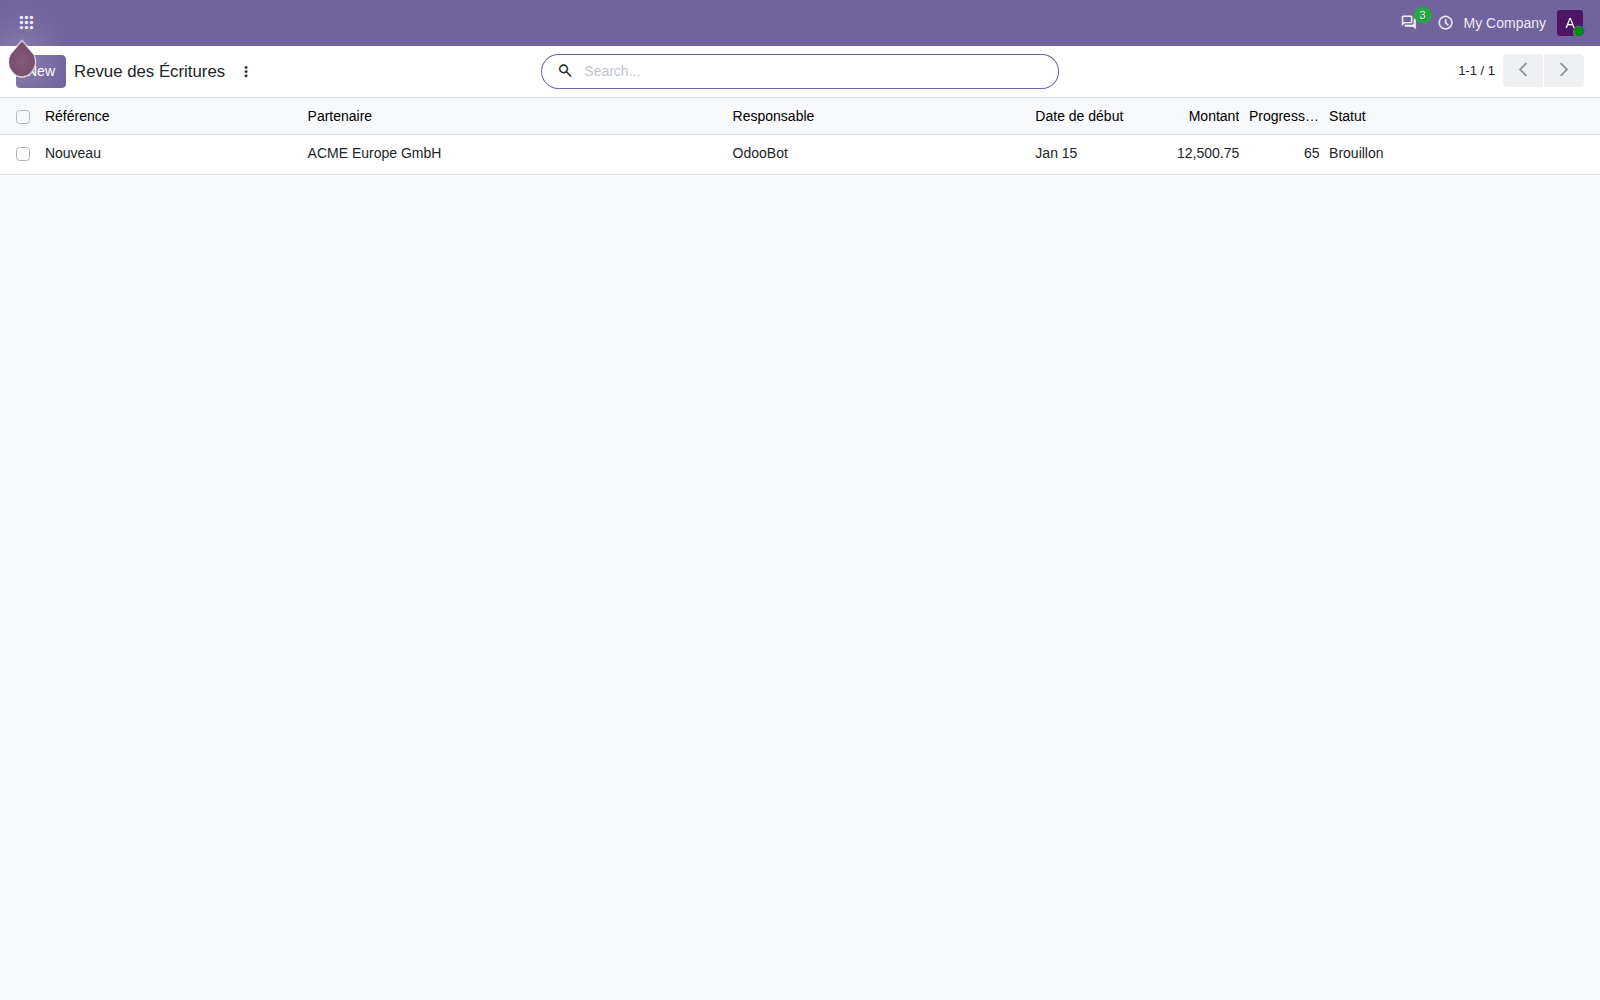 3 My Company A
New Revue des Écritures Search... 1-1 / 1
Référence Partenaire Responsable Date de début Montant Progress… Statut
Nouveau ACME Europe GmbH OdooBot Jan 15 12,500.75 65 Brouillon